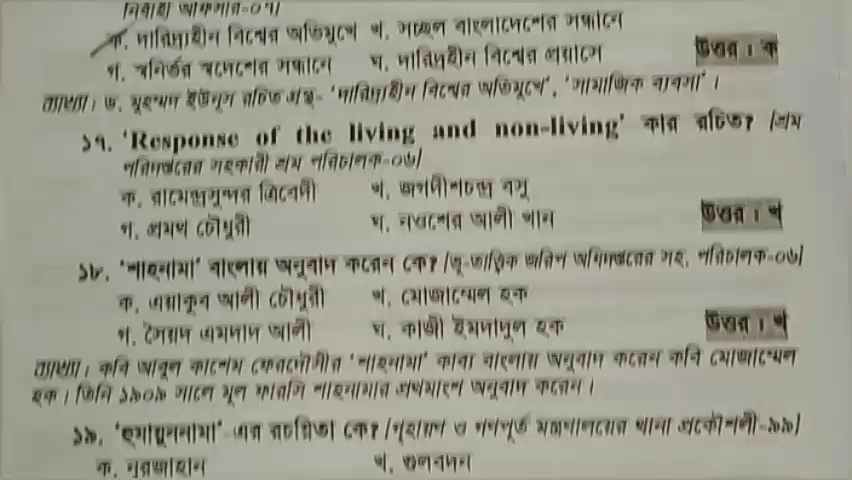 নির্বাহী অফিসার-০৭]
ক. দারিদ্র্যহীন বিশ্বের অভিমুখে খ. সচ্ছল বাংলাদেশের সন্ধানে
গ. স্বনির্ভর স্বদেশের সন্ধানে ঘ. দারিদ্র্যহীন বিশ্বের প্রয়াসে উত্তর : ক
ব্যাখ্যা। ড. মুহম্মদ ইউনুস রচিত গ্রন্থ- 'দারিদ্র্যহীন বিশ্বের অভিমুখে', 'সামাজিক ব্যবসা' ।
১৭. 'Response of the living and non-living' কার রচিত? [শ্রম
পরিদপ্তরের সহকারী শ্রম পরিচালক-০৬]
ক. রামেন্দ্রসুন্দর ত্রিবেদী খ. জগদীশচন্দ্র বসু
গ. প্রমথ চৌধুরী ঘ. নওশের আলী খান উত্তর : খ
১৮. 'শাহনামা' বাংলায় অনুবাদ করেন কে? [ভূ-তাত্ত্বিক জরিপ অধিদপ্তরের সহ. পরিচালক-০৬]
ক. এয়াকুব আলী চৌধুরী খ. মোজাম্মেল হক
গ. সৈয়দ এমদাদ আলী ঘ. কাজী ইমদাদুল হক উত্তর : খ
ব্যাখ্যা। কবি আবুল কাশেম ফেরদৌসীর 'শাহনামা' কাব্য বাংলায় অনুবাদ করেন কবি মোজাম্মেল
হক। তিনি ১৯০৯ সালে মূল ফারসি শাহনামার প্রথমাংশ অনুবাদ করেন।
১৯. 'হুমায়ুননামা'-এর রচয়িতা কে? [গৃহায়ণ ও গণপূর্ত মন্ত্রণালয়ের থানা প্রকৌশলী-৯৯]
ক. নূরজাহান খ. গুলবদন